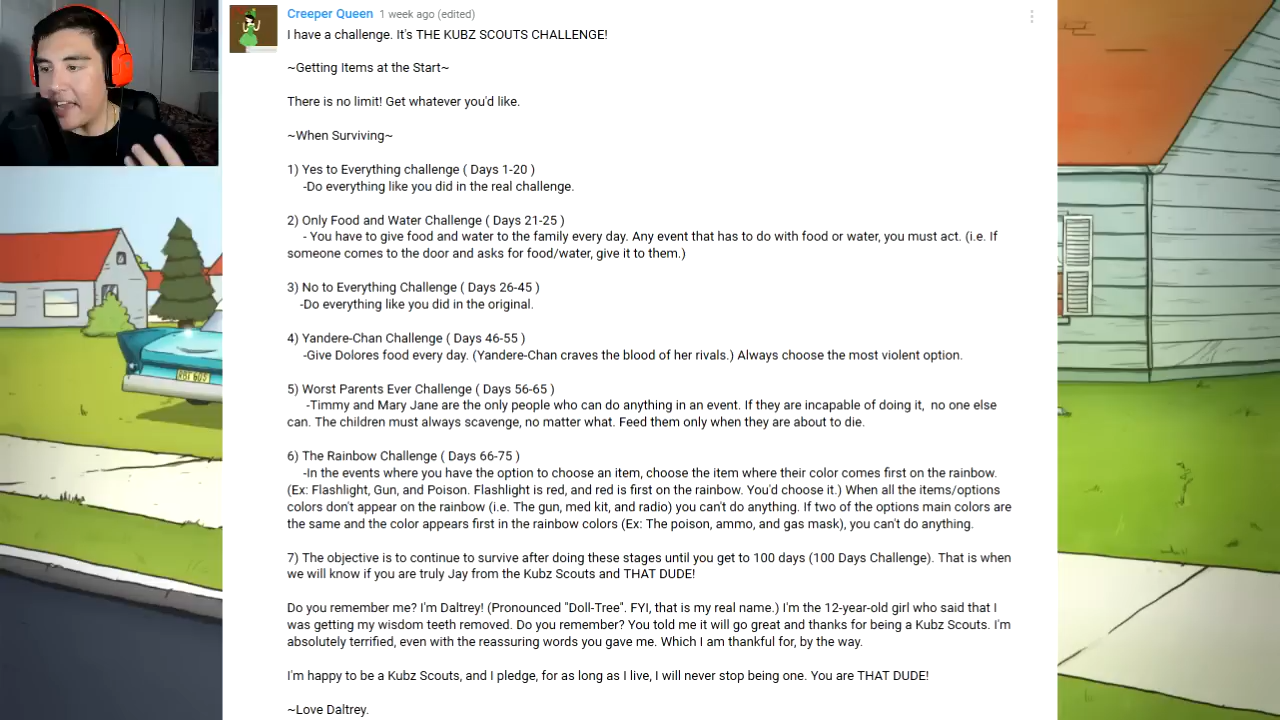 Creeper Queen 1 week ago (edited)
I have a challenge. It's THE KUBZ SCOUTS CHALLENGE!
~Getting Items at the Start~
There is no limit! Get whatever you'd like.
~When Surviving~
1) Yes to Everything challenge ( Days 1-20 )
-Do everything like you did in the real challenge.
2) Only Food and Water Challenge ( Days 21-25 )
- You have to give food and water to the family every day. Any event that has to do with food or water, you must act. (i.e. If
someone comes to the door and asks for food/water, give it to them.)
3) No to Everything Challenge ( Days 26-45 )
-Do everything like you did in the original.
4) Yandere-Chan Challenge ( Days 46-55 )
-Give Dolores food every day. (Yandere-Chan craves the blood of her rivals.) Always choose the most violent option.
5) Worst Parents Ever Challenge ( Days 56-65 )
-Timmy and Mary Jane are the only people who can do anything in an event. If they are incapable of doing it, no one else
can. The children must always scavenge, no matter what. Feed them only when they are about to die.
6) The Rainbow Challenge ( Days 66-75 )
-In the events where you have the option to choose an item, choose the item where their color comes first on the rainbow.
(Ex: Flashlight, Gun, and Poison. Flashlight is red, and red is first on the rainbow. You'd choose it.) When all the items/options
colors don't appear on the rainbow (i.e. The gun, med kit, and radio) you can't do anything. If two of the options main colors are
the same and the color appears first in the rainbow colors (Ex: The poison, ammo, and gas mask), you can't do anything.
7) The objective is to continue to survive after doing these stages until you get to 100 days (100 Days Challenge). That is when
we will know if you are truly Jay from the Kubz Scouts and THAT DUDE!
Do you remember me? I'm Daltrey! (Pronounced "Doll-Tree". FYI, that is my real name.) I'm the 12-year-old girl who said that I
was getting my wisdom teeth removed. Do you remember? You told me it will go great and thanks for being a Kubz Scouts. I'm
absolutely terrified, even with the reassuring words you gave me. Which I am thankful for, by the way.
I'm happy to be a Kubz Scouts, and I pledge, for as long as I live, I will never stop being one. You are THAT DUDE!
~Love Daltrey.